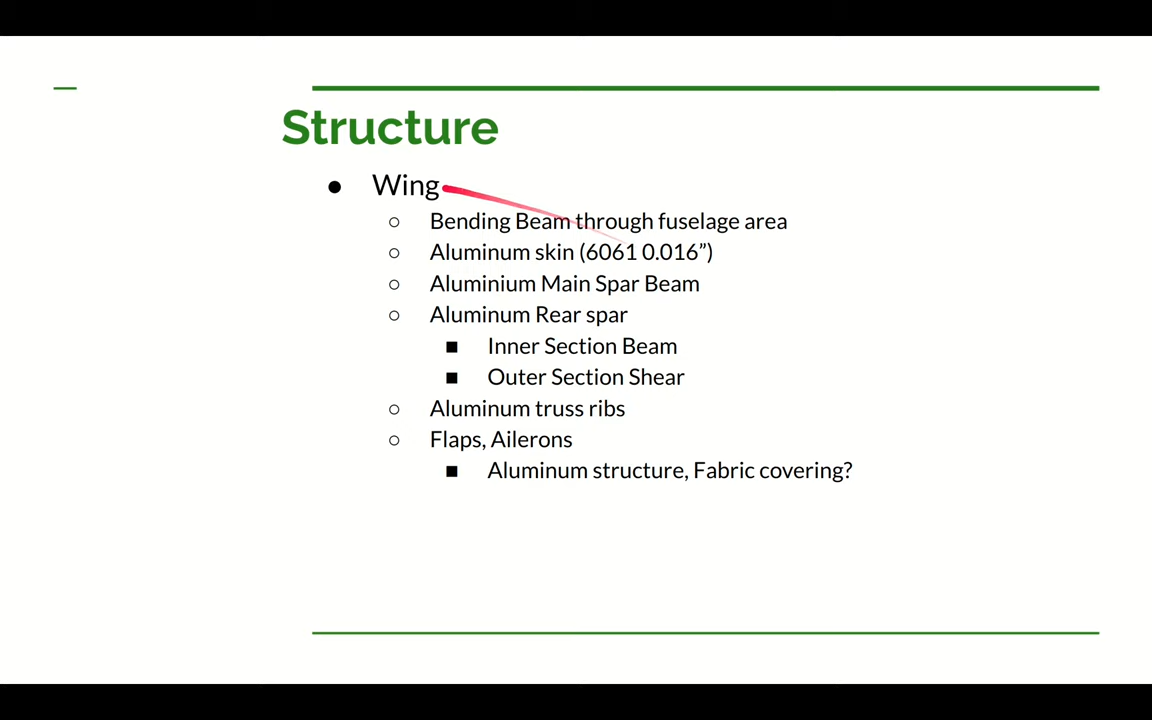 Structure
● Wing
○ Bending Beam through fuselage area
○ Aluminum skin (6061 0.016”)
○ Aluminium Main Spar Beam
○ Aluminum Rear spar
■ Inner Section Beam
■ Outer Section Shear
○ Aluminum truss ribs
○ Flaps, Ailerons
■ Aluminum structure, Fabric covering?